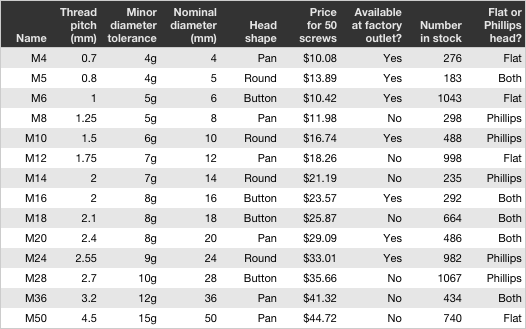 Name Thread pitch (mm) Minor diameter tolerance Nominal diameter (mm) Head shape Price for 50 screws Available at factory outlet? Number in stock Flat or Phillips head?
M4 0.7 4g 4 Pan $10.08 Yes 276 Flat
M5 0.8 4g 5 Round $13.89 Yes 183 Both
M6 1 5g 6 Button $10.42 Yes 1043 Flat
M8 1.25 5g 8 Pan $11.98 No 298 Phillips
M10 1.5 6g 10 Round $16.74 Yes 488 Phillips
M12 1.75 7g 12 Pan $18.26 No 998 Flat
M14 2 7g 14 Round $21.19 No 235 Phillips
M16 2 8g 16 Button $23.57 Yes 292 Both
M18 2.1 8g 18 Button $25.87 No 664 Both
M20 2.4 8g 20 Pan $29.09 Yes 486 Both
M24 2.55 9g 24 Round $33.01 Yes 982 Phillips
M28 2.7 10g 28 Button $35.66 No 1067 Phillips
M36 3.2 12g 36 Pan $41.32 No 434 Both
M50 4.5 15g 50 Pan $44.72 No 740 Flat